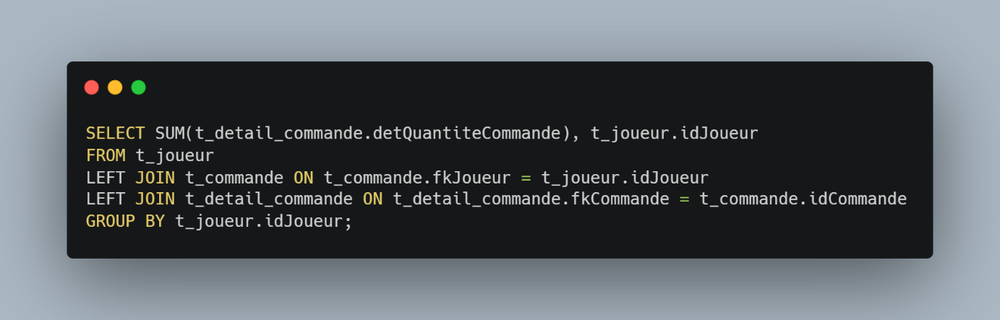 SELECT SUM(t_detail_commande.detQuantiteCommande), t_joueur.idJoueur
FROM t_joueur
LEFT JOIN t_commande ON t_commande.fkJoueur = t_joueur.idJoueur
LEFT JOIN t_detail_commande ON t_detail_commande.fkCommande = t_commande.idCommande
GROUP BY t_joueur.idJoueur;